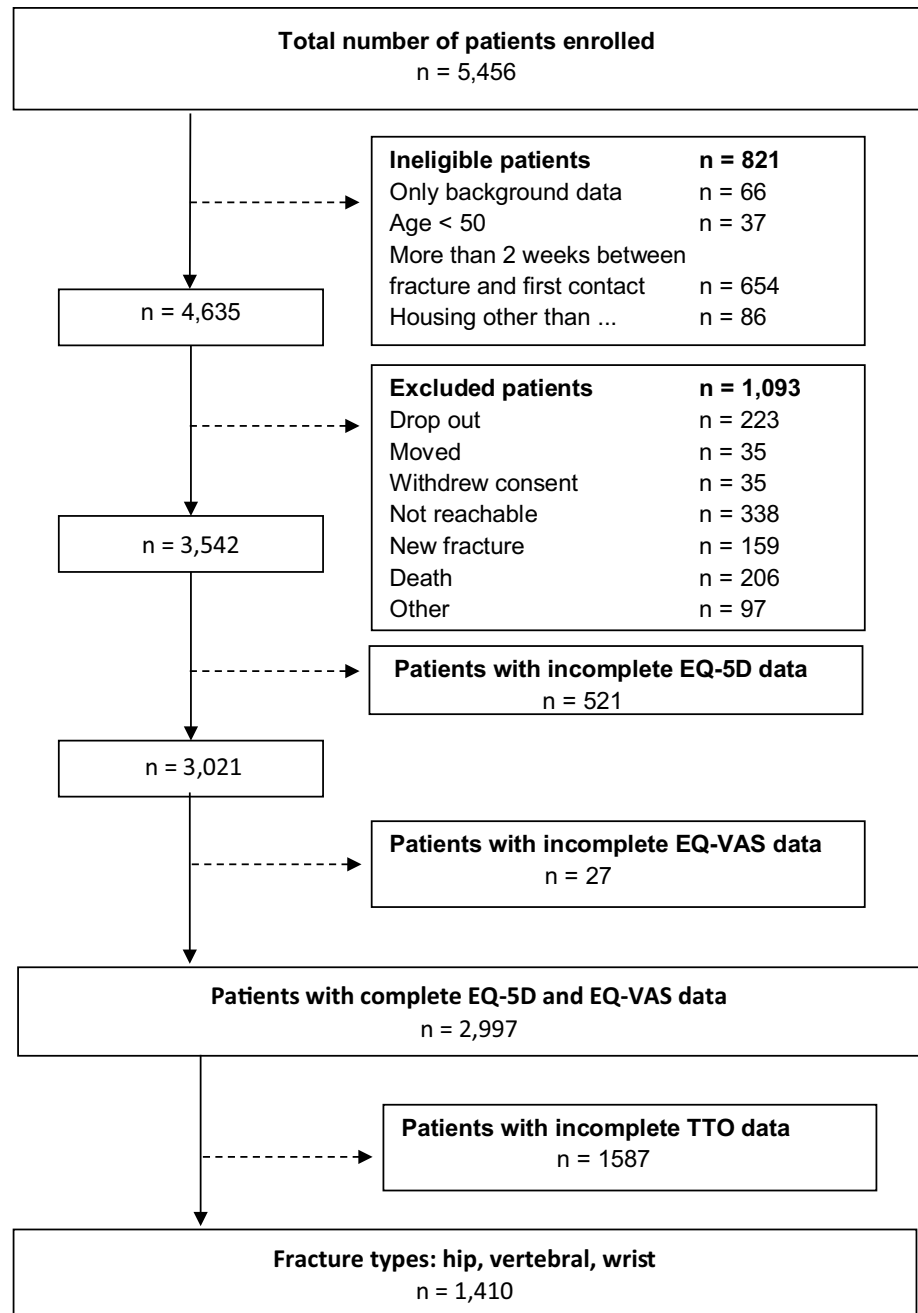 Total number of patients enrolled
n = 5,456
Ineligible patients n = 821
Only background data n = 66
Age < 50 n = 37
More than 2 weeks between
fracture and first contact n = 654
Housing other than ... n = 86
n = 4,635
Excluded patients n = 1,093
Drop out n = 223
Moved n = 35
Withdrew consent n = 35
Not reachable n = 338
New fracture n = 159
Death n = 206
Other n = 97
n = 3,542
Patients with incomplete EQ-5D data
n = 521
n = 3,021
Patients with incomplete EQ-VAS data
n = 27
Patients with complete EQ-5D and EQ-VAS data
n = 2,997
Patients with incomplete TTO data
n = 1587
Fracture types: hip, vertebral, wrist
n = 1,410